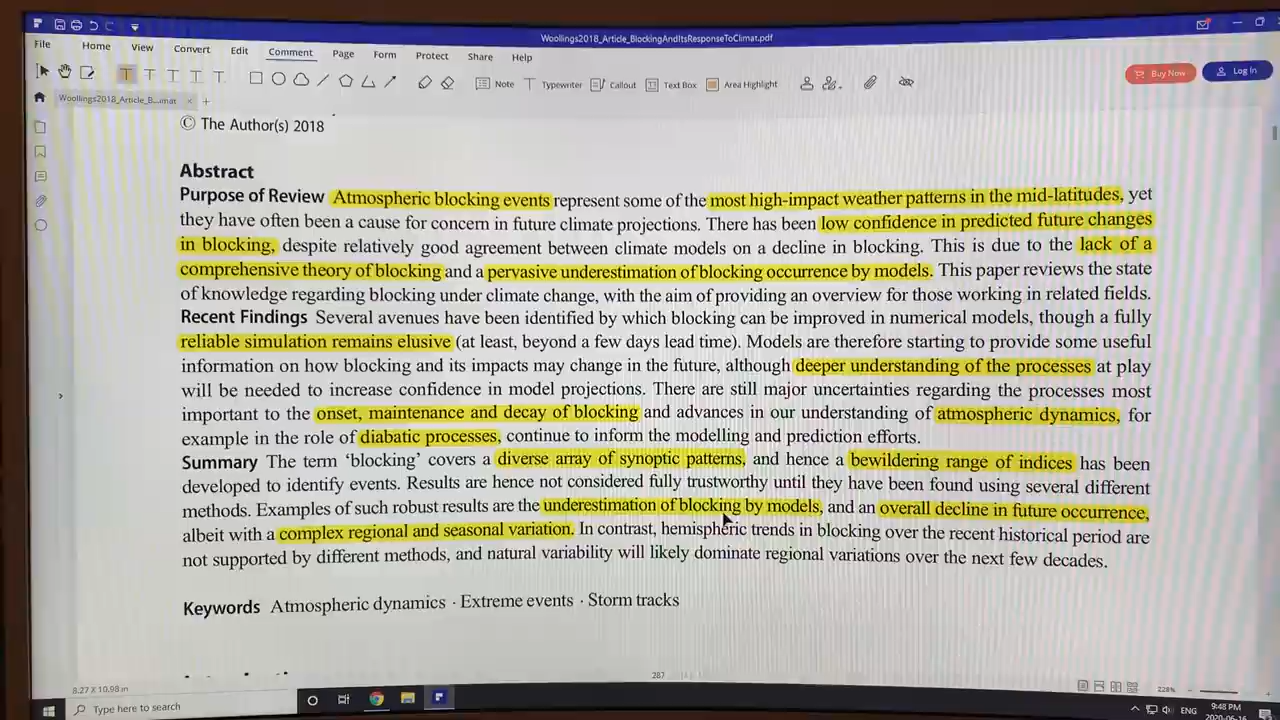 Woollings2018_Article_BlockingAndItsResponseToClimat.pdf
File Home View Convert Edit Comment Page Form Protect Share Help
Note Typewriter Callout Text Box Area Highlight Buy Now Log In
Woollings2018_Article_B...imat
© The Author(s) 2018
Abstract
Purpose of Review Atmospheric blocking events represent some of the most high-impact weather patterns in the mid-latitudes, yet
they have often been a cause for concern in future climate projections. There has been low confidence in predicted future changes
in blocking, despite relatively good agreement between climate models on a decline in blocking. This is due to the lack of a
comprehensive theory of blocking and a pervasive underestimation of blocking occurrence by models. This paper reviews the state
of knowledge regarding blocking under climate change, with the aim of providing an overview for those working in related fields.
Recent Findings Several avenues have been identified by which blocking can be improved in numerical models, though a fully
reliable simulation remains elusive (at least, beyond a few days lead time). Models are therefore starting to provide some useful
information on how blocking and its impacts may change in the future, although deeper understanding of the processes at play
will be needed to increase confidence in model projections. There are still major uncertainties regarding the processes most
important to the onset, maintenance and decay of blocking and advances in our understanding of atmospheric dynamics, for
example in the role of diabatic processes, continue to inform the modelling and prediction efforts.
Summary The term ‘blocking’ covers a diverse array of synoptic patterns, and hence a bewildering range of indices has been
developed to identify events. Results are hence not considered fully trustworthy until they have been found using several different
methods. Examples of such robust results are the underestimation of blocking by models, and an overall decline in future occurrence,
albeit with a complex regional and seasonal variation. In contrast, hemispheric trends in blocking over the recent historical period are
not supported by different methods, and natural variability will likely dominate regional variations over the next few decades.
Keywords Atmospheric dynamics · Extreme events · Storm tracks
287
8.27 X 10.98 in
228%
Type here to search
ENG
9:48 PM
2020-06-16